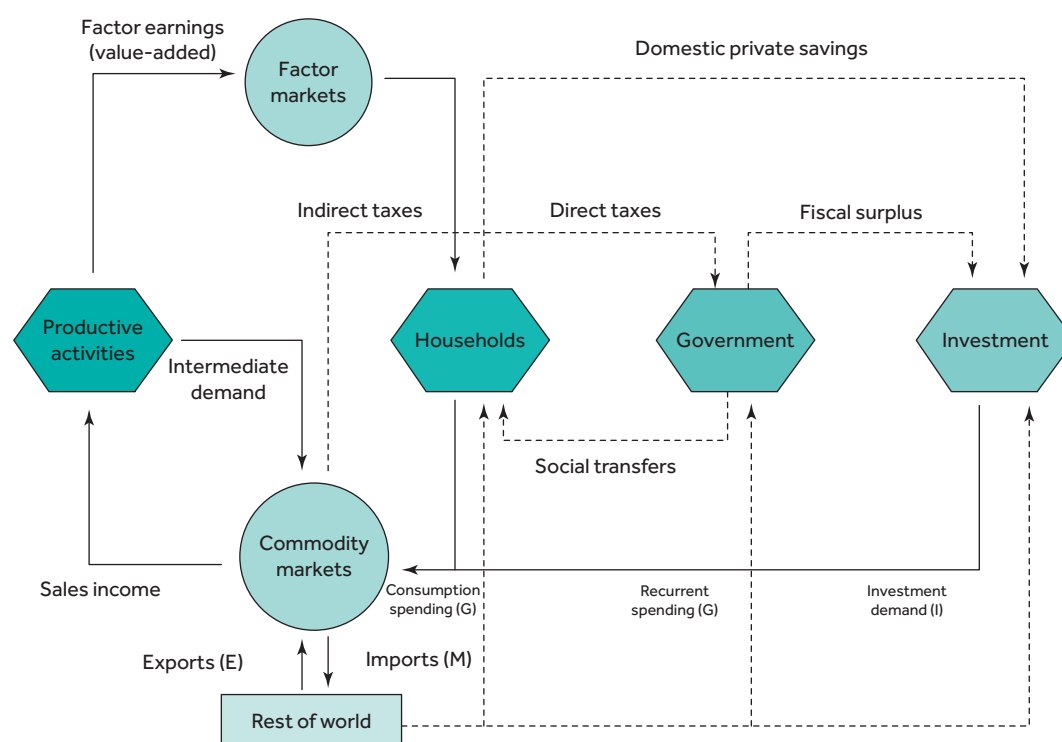 Factor earnings
(value-added)
Factor
markets
Domestic private savings
Indirect taxes
Direct taxes
Fiscal surplus
Productive
activities
Households
Government
Investment
Intermediate
demand
Social transfers
Commodity
markets
Sales income
Consumption
spending (G)
Recurrent
spending (G)
Investment
demand (I)
Exports (E)
Imports (M)
Rest of world